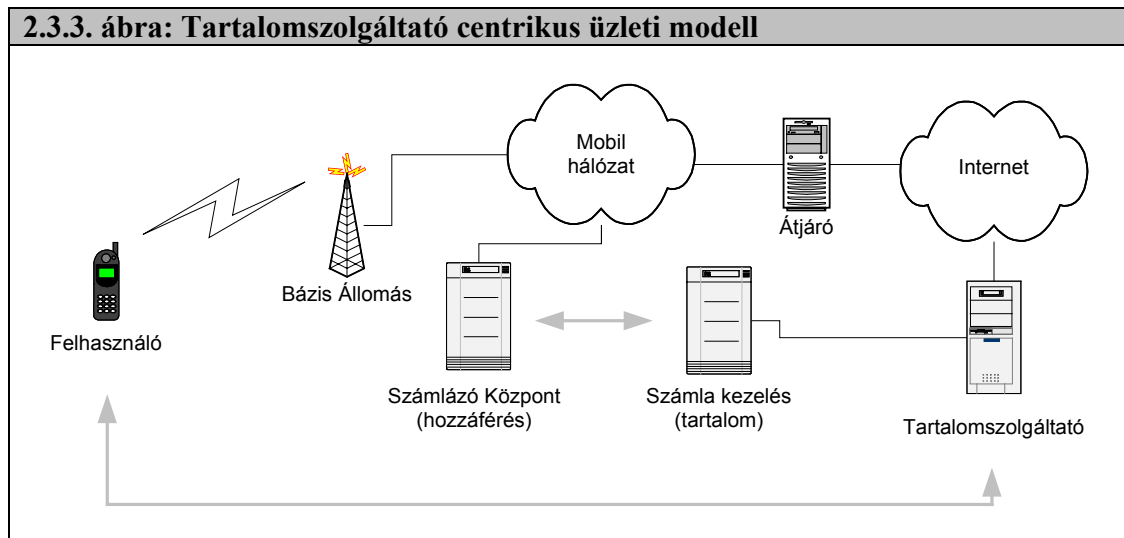 2.3.3. ábra: Tartalomszolgáltató centrikus üzleti modell
Mobil
hálózat
Internet
Átjáró
Bázis Állomás
Felhasználó
Számlázó Központ
(hozzáférés)
Számla kezelés
(tartalom)
Tartalomszolgáltató